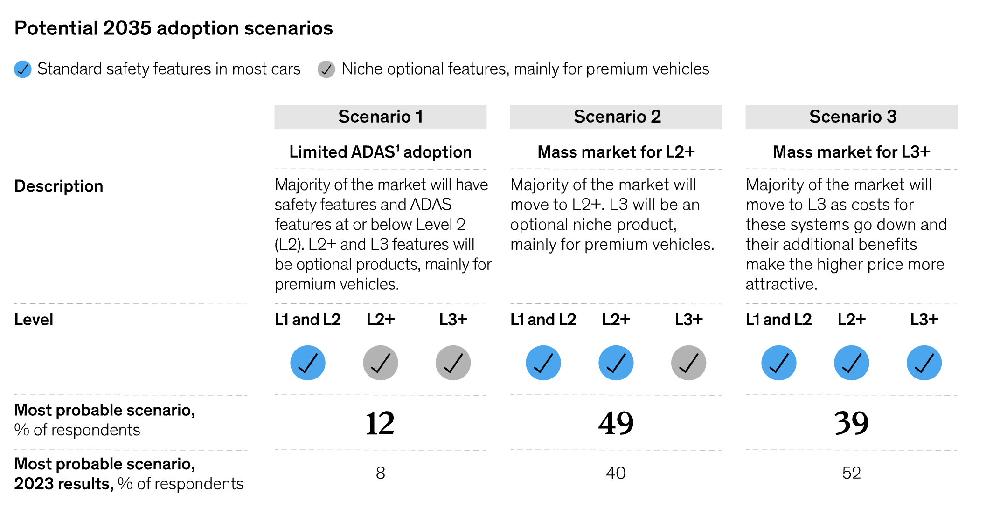 Potential 2035 adoption scenarios
Standard safety features in most cars
Niche optional features, mainly for premium vehicles
Scenario 1
Scenario 2
Scenario 3
Limited ADAS¹ adoption
Mass market for L2+
Mass market for L3+
Description
Majority of the market will have
safety features and ADAS
features at or below Level 2
(L2). L2+ and L3 features will
be optional products, mainly for
premium vehicles.
Majority of the market will
move to L2+. L3 will be an
optional niche product,
mainly for premium vehicles.
Majority of the market will
move to L3 as costs for
these systems go down and
their additional benefits
make the higher price more
attractive.
Level
L1 and L2
L2+
L3+
L1 and L2
L2+
L3+
L1 and L2
L2+
L3+
Most probable scenario,
% of respondents
12
49
39
Most probable scenario,
2023 results, % of respondents
8
40
52